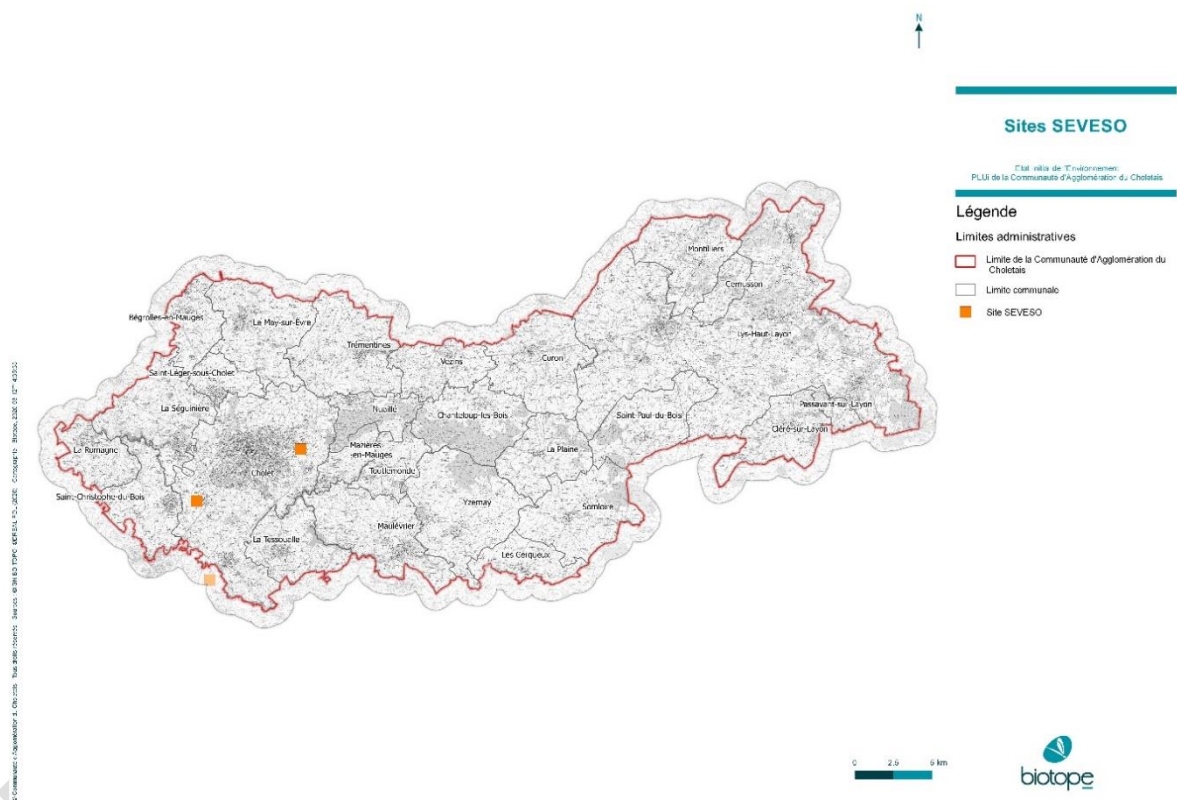 N
Sites SEVESO
Etat initial de l'Environnement
PLUi de la Communauté d'Agglomération du Choletais
Légende
Limites administratives
Limite de la Communauté d'Agglomération du
Choletais
Limite communale
Site SEVESO
Montilliers
Cernusson
Bégrolles-en-Mauges
Le May-sur-Èvre
Lys-Haut-Layon
Trémentines
Vezins
Coron
Saint-Léger-sous-Cholet
La Séguinière
Nuaillé
Chanteloup-les-Bois
Saint-Paul-du-Bois
Passavant-sur-Layon
Cléré-sur-Layon
La Romagne
Mazières
-en-Mauges
La Plaine
Cholet
Toutlemonde
Saint-Christophe-du-Bois
Yzernay
Somloire
Maulévrier
La Tessoualle
Les Cerqueux
0 2.5 5 km
biotope